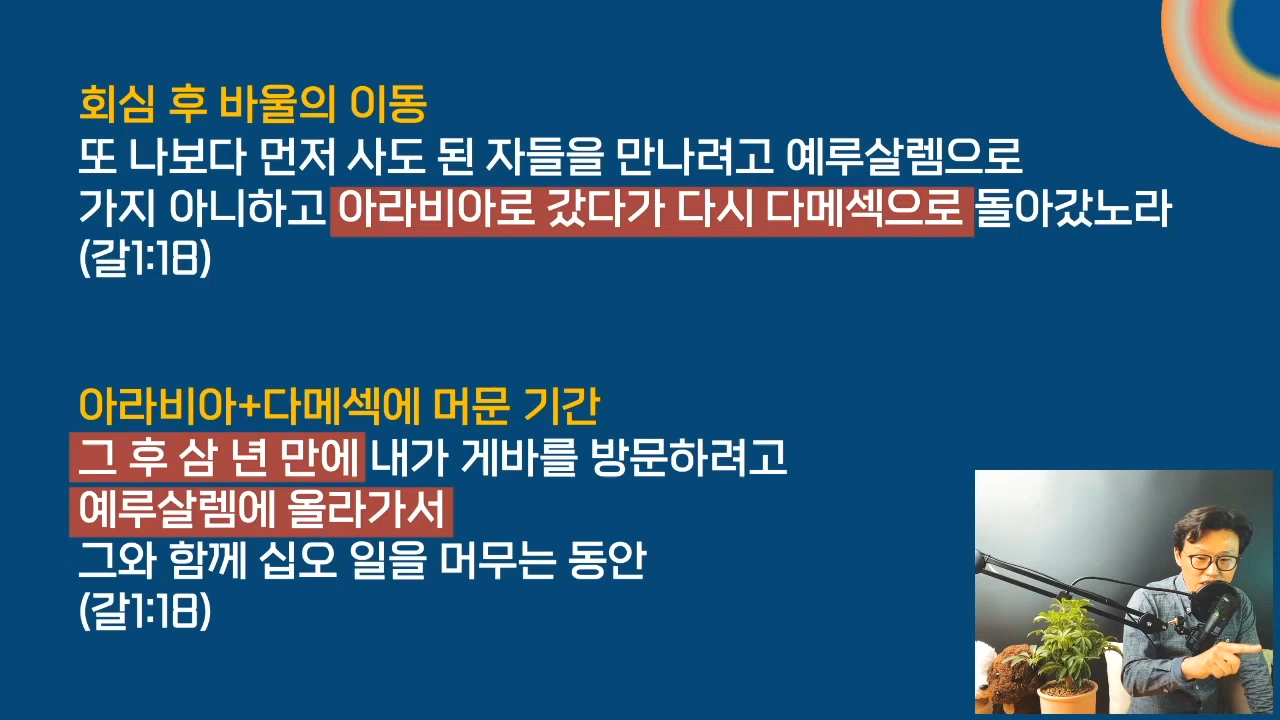 회심 후 바울의 이동
또 나보다 먼저 사도 된 자들을 만나려고 예루살렘으로
가지 아니하고 아라비아로 갔다가 다시 다메섹으로 돌아갔노라
(갈1:18)
아라비아+다메섹에 머문 기간
그 후 삼 년 만에 내가 게바를 방문하려고
예루살렘에 올라가서
그와 함께 십오 일을 머무는 동안
(갈1:18)